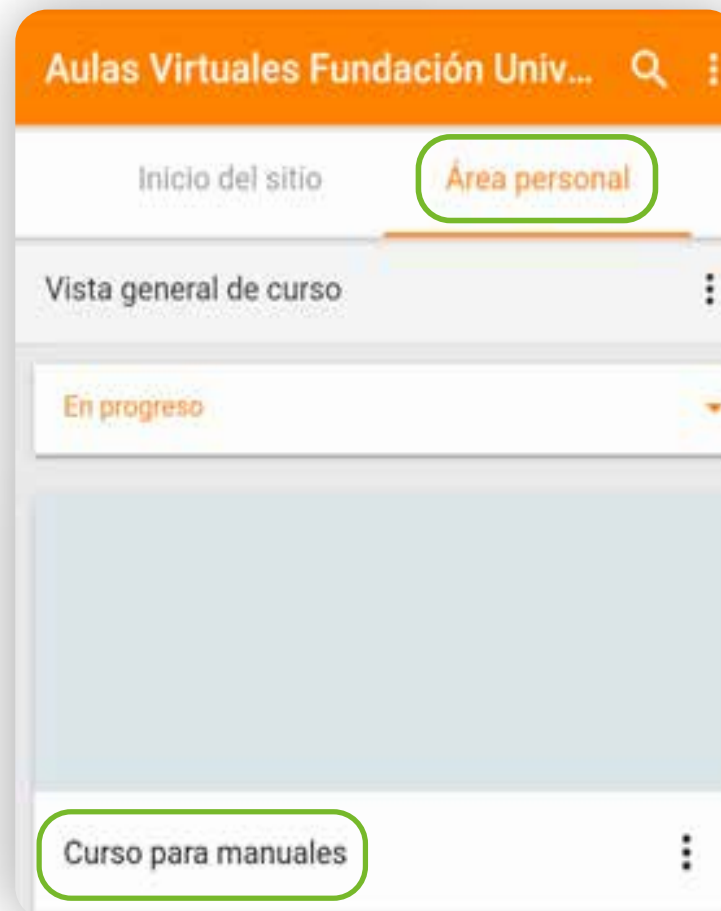 Aulas Virtuales Fundación Univ...
Inicio del sitio Área personal
Vista general de curso
En progreso
Curso para manuales